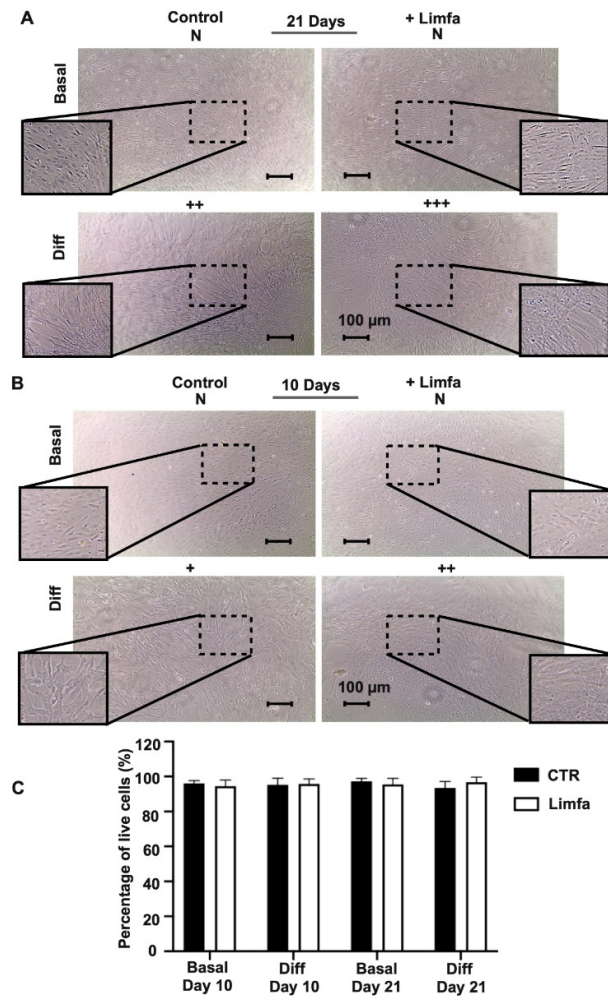 A
Control 21 Days + Limfa
N N
Basal
++ +++
Diff
100 µm
B
Control 10 Days + Limfa
N N
Basal
+ ++
Diff
100 µm
C
Percentage of live cells (%)
120
100
80
60
40
20
0
Basal Diff Basal Diff
Day 10 Day 10 Day 21 Day 21
CTR
Limfa